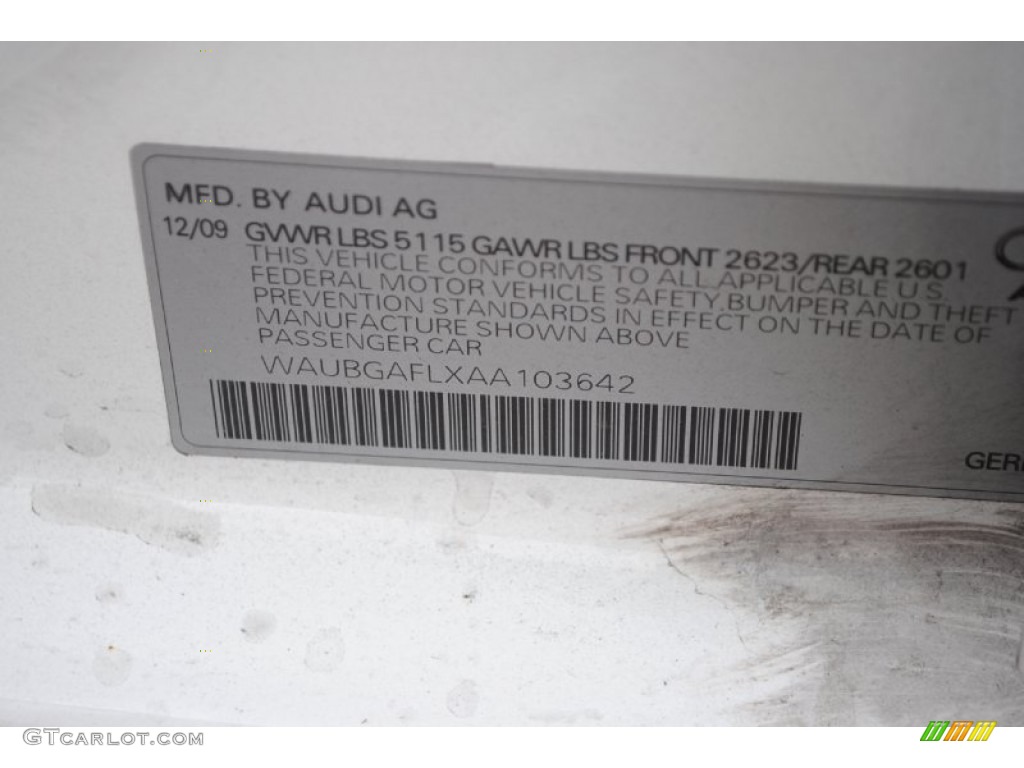 MFD. BY AUDI AG
12/09 GVWR LBS 5115 GAWR LBS FRONT 2623/REAR 2601
THIS VEHICLE CONFORMS TO ALL APPLICABLE U.S.
FEDERAL MOTOR VEHICLE SAFETY, BUMPER AND THEFT
PREVENTION STANDARDS IN EFFECT ON THE DATE OF
MANUFACTURE SHOWN ABOVE
PASSENGER CAR
WAUBGAFLXAA103642
GER
GTCARLOT.COM